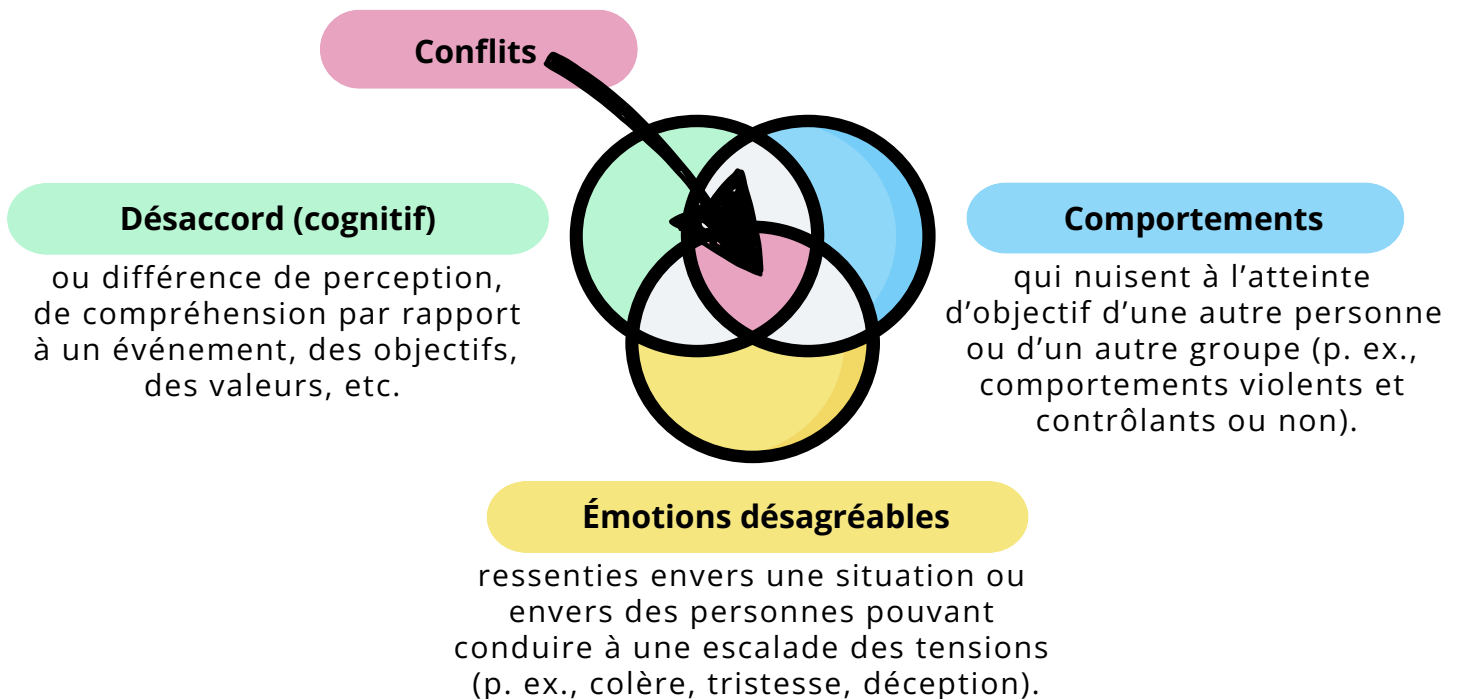 Conflits
Désaccord (cognitif)
ou différence de perception,
de compréhension par rapport
à un événement, des objectifs,
des valeurs, etc.
Comportements
qui nuisent à l’atteinte
d’objectif d’une autre personne
ou d’un autre groupe (p. ex.,
comportements violents et
contrôlants ou non).
Émotions désagréables
ressenties envers une situation ou
envers des personnes pouvant
conduire à une escalade des tensions
(p. ex., colère, tristesse, déception).